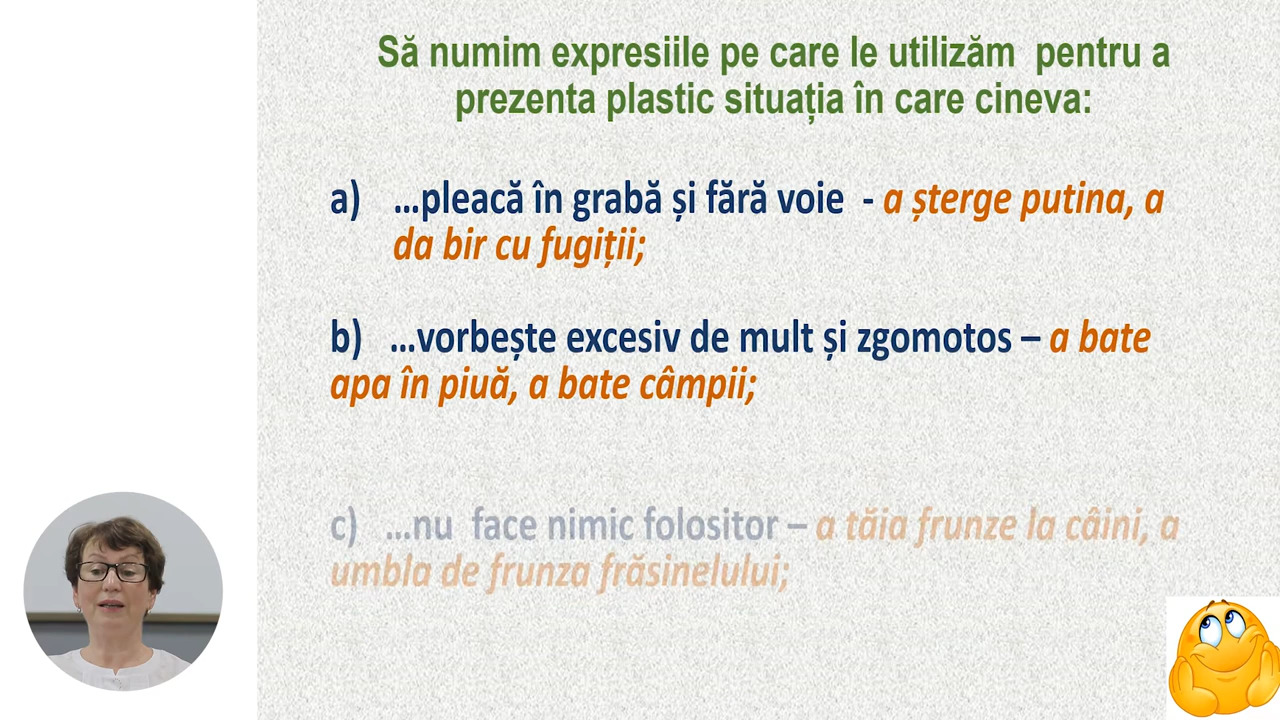 Să numim expresiile pe care le utilizăm  pentru a
prezenta plastic situația în care cineva:
a) ...pleacă în grabă și fără voie  - a șterge putina, a
da bir cu fugiții;
b) ...vorbește excesiv de mult și zgomotos – a bate
apa în piuă, a bate câmpii;
c) ...nu  face nimic folositor – a tăia frunze la câini, a
umbla de frunza frăsinelului;